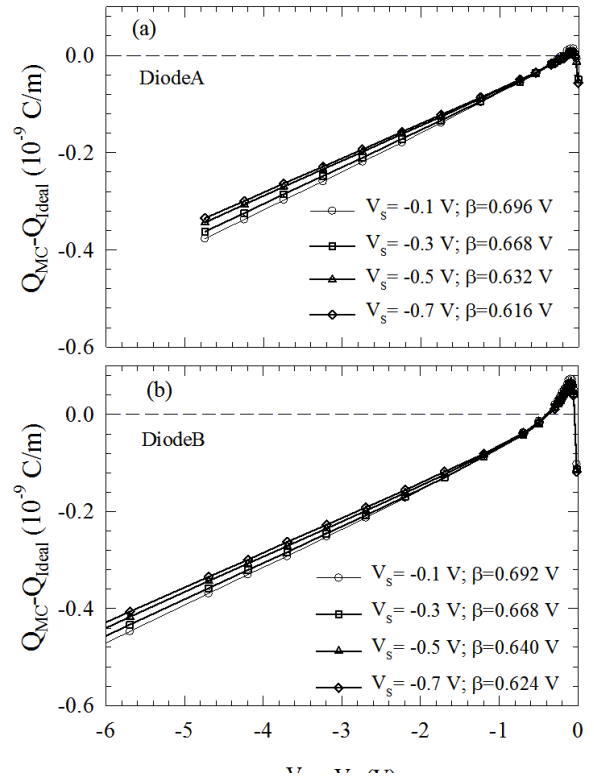 (a)
0.0
DiodeA
-0.2
V_S= -0.1 V; β=0.696 V
V_S= -0.3 V; β=0.668 V
-0.4
V_S= -0.5 V; β=0.632 V
V_S= -0.7 V; β=0.616 V
-0.6
Q_MC-Q_Ideal (10^-9 C/m)
(b)
0.0
DiodeB
-0.2
V_S= -0.1 V; β=0.692 V
V_S= -0.3 V; β=0.668 V
-0.4
V_S= -0.5 V; β=0.640 V
V_S= -0.7 V; β=0.624 V
-0.6
Q_MC-Q_Ideal (10^-9 C/m)
-6 -5 -4 -3 -2 -1 0